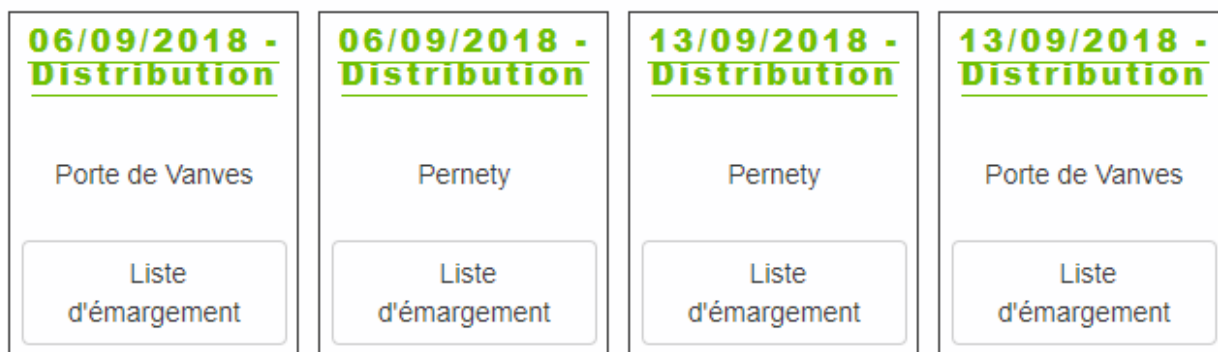 06/09/2018 -
Distribution
Porte de Vanves
Liste
d'émargement
06/09/2018 -
Distribution
Pernety
Liste
d'émargement
13/09/2018 -
Distribution
Pernety
Liste
d'émargement
13/09/2018 -
Distribution
Porte de Vanves
Liste
d'émargement